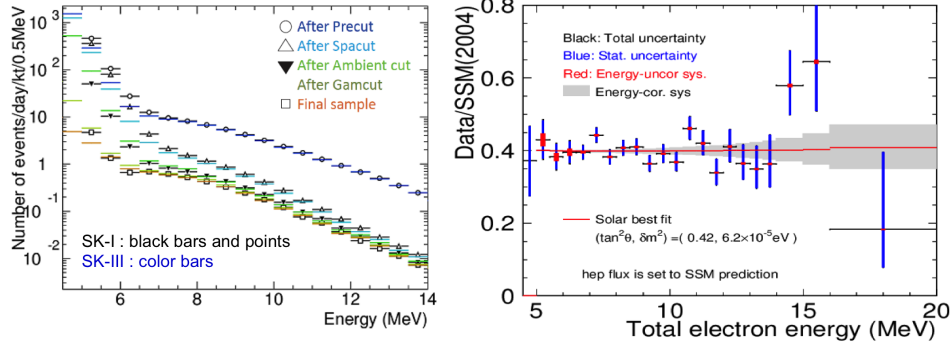 Number of events/day/kt/0.5MeV
10³
10²
10
1
10⁻¹
10⁻²
After Precut
After Spacut
After Ambient cut
After Gamcut
Final sample
SK-I : black bars and points
SK-III : color bars
6 8 10 12 14
Energy (MeV)
Data/SSM(2004)
0.8
0.6
0.4
0.2
0
Black: Total uncertainty
Blue: Stat. uncertainty
Red: Energy-uncor sys.
Energy-cor. sys
Solar best fit
(tan²θ, δm²) =( 0.42, 6.2×10⁻⁵eV)
hep flux is set to SSM prediction
5 10 15 20
Total electron energy (MeV)